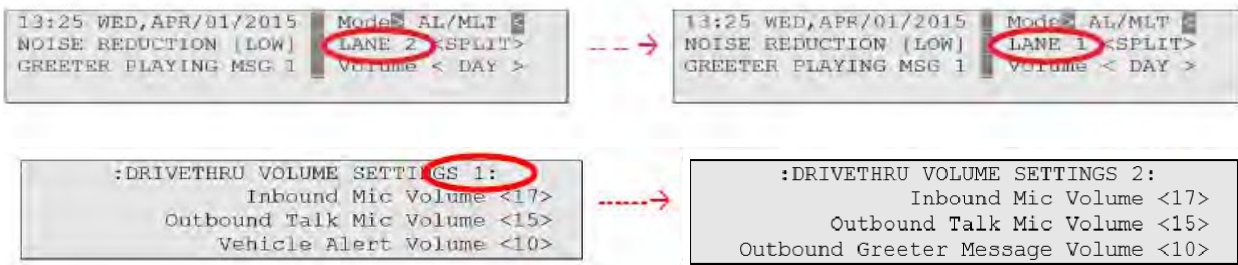 13:25 WED,APR/01/2015 Mode> AL/MLT <
NOISE REDUCTION [LOW] LANE 2 <SPLIT>
GREETER PLAYING MSG 1 Volume < DAY >
13:25 WED,APR/01/2015 Mode> AL/MLT <
NOISE REDUCTION [LOW] LANE 1 <SPLIT>
GREETER PLAYING MSG 1 Volume < DAY >
:DRIVETHRU VOLUME SETTINGS 1:
Inbound Mic Volume <17>
Outbound Talk Mic Volume <15>
Vehicle Alert Volume <10>
:DRIVETHRU VOLUME SETTINGS 2:
Inbound Mic Volume <17>
Outbound Talk Mic Volume <15>
Outbound Greeter Message Volume <10>